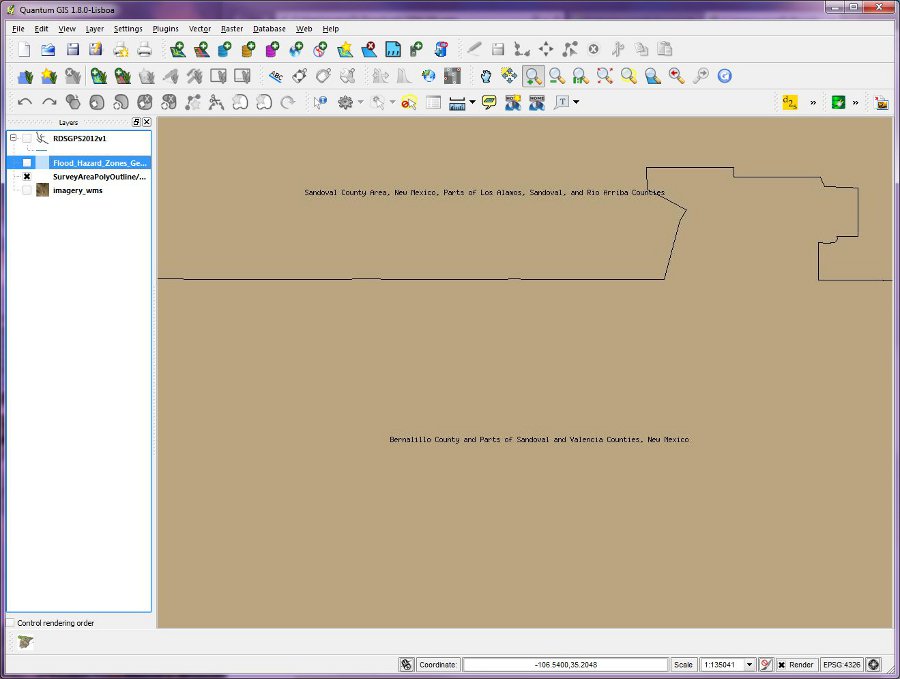 Quantum GIS 1.8.0-Lisboa
File Edit View Layer Settings Plugins Vector Raster Database Web Help
Layers
RDSGPS2012v1
Flood_Hazard_Zones_Ge...
SurveyAreaPolyOutline/...
imagery_wms
Sandoval County Area, New Mexico, Parts of Los Alamos, Sandoval, and Rio Arriba Counties
Bernalillo County and Parts of Sandoval and Valencia Counties, New Mexico
Control rendering order
Coordinate: -106.5400,35.2048 Scale 1:135041 Render EPSG:4326